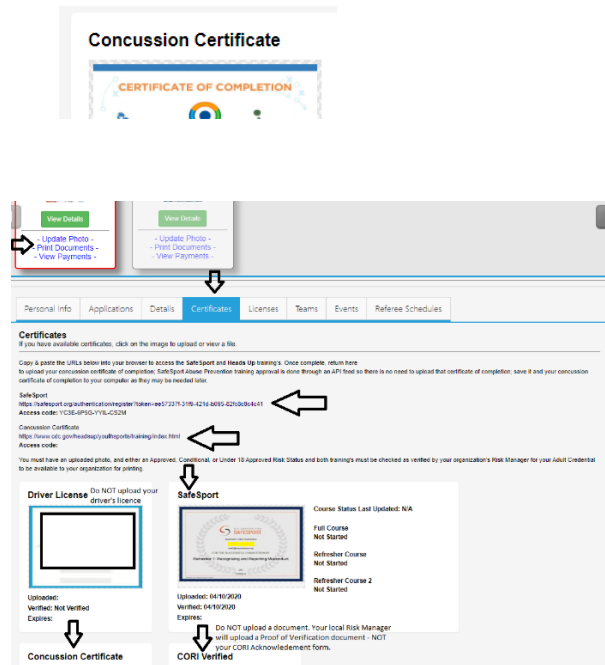 Concussion Certificate
CERTIFICATE OF COMPLETION
View Details
View Details
- Update Photo -
- Print Documents -
- View Payments -
- Update Photo -
- Print Documents -
- View Payments -
Personal Info Applications Details Certificates Licenses Teams Events Referee Schedules
Certificates
If you have available certificates, click on the image to upload or view a file.
Copy & paste the URLs below into your browser to access the SafeSport and Heads Up training's. Once complete, return here
to upload your concussion certificate of completion; SafeSport Abuse Prevention training approval is done through an API feed so there is no need to upload that certificate of completion; save it and your concussion
certificate of completion to your computer as they may be needed later.
SafeSport
Access code: YC3E-6P5G-YYIL-CS2M
Concussion Certificate
https://www.cdc.gov/headsup/youthsports/training/index.html
Access code:
You must have an uploaded photo, and either an Approved, Conditional, or Under 18 Approved Risk Status and both training's must be checked as verified by your organization's Risk Manager for your Adult Credential
to be available to your organization for printing.
Driver License Do NOT upload your
driver's licence
Uploaded:
Verified: Not Verified
Expires:
SafeSport
SAFESPORT
Course Status Last Updated: N/A
Full Course
Not Started
Refresher Course
Not Started
Refresher Course 2
Not Started
Uploaded: 04/10/2020
Verified: 04/10/2020
Expires:
Do NOT upload a document. Your local Risk Manager
will upload a Proof of Verification document - NOT
your CORI Acknowledement form.
Concussion Certificate
CORI Verified